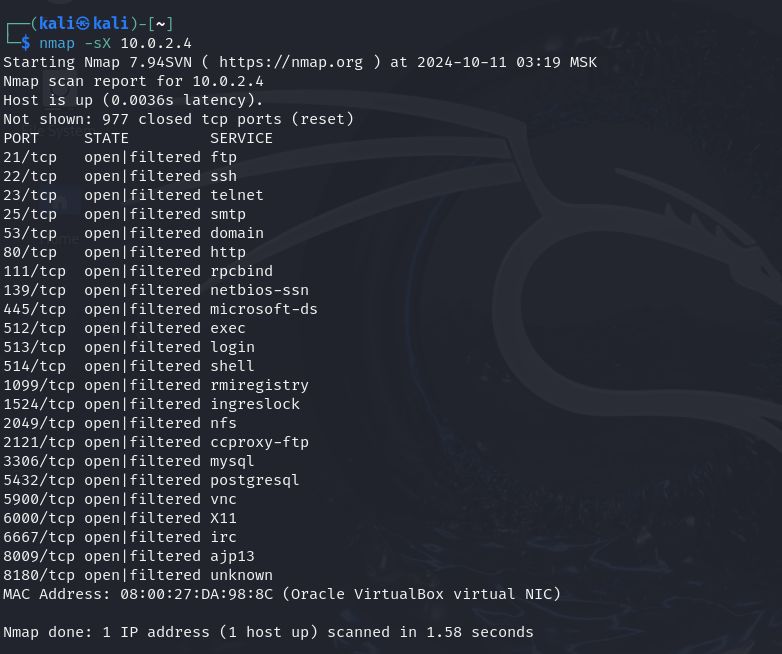 ┌──(kali㉿kali)-[~]
└─$ nmap -sX 10.0.2.4
Starting Nmap 7.94SVN ( https://nmap.org ) at 2024-10-11 03:19 MSK
Nmap scan report for 10.0.2.4
Host is up (0.0036s latency).
Not shown: 977 closed tcp ports (reset)
PORT     STATE         SERVICE
21/tcp   open|filtered ftp
22/tcp   open|filtered ssh
23/tcp   open|filtered telnet
25/tcp   open|filtered smtp
53/tcp   open|filtered domain
80/tcp   open|filtered http
111/tcp  open|filtered rpcbind
139/tcp  open|filtered netbios-ssn
445/tcp  open|filtered microsoft-ds
512/tcp  open|filtered exec
513/tcp  open|filtered login
514/tcp  open|filtered shell
1099/tcp open|filtered rmiregistry
1524/tcp open|filtered ingreslock
2049/tcp open|filtered nfs
2121/tcp open|filtered ccproxy-ftp
3306/tcp open|filtered mysql
5432/tcp open|filtered postgresql
5900/tcp open|filtered vnc
6000/tcp open|filtered X11
6667/tcp open|filtered irc
8009/tcp open|filtered ajp13
8180/tcp open|filtered unknown
MAC Address: 08:00:27:DA:98:8C (Oracle VirtualBox virtual NIC)

Nmap done: 1 IP address (1 host up) scanned in 1.58 seconds